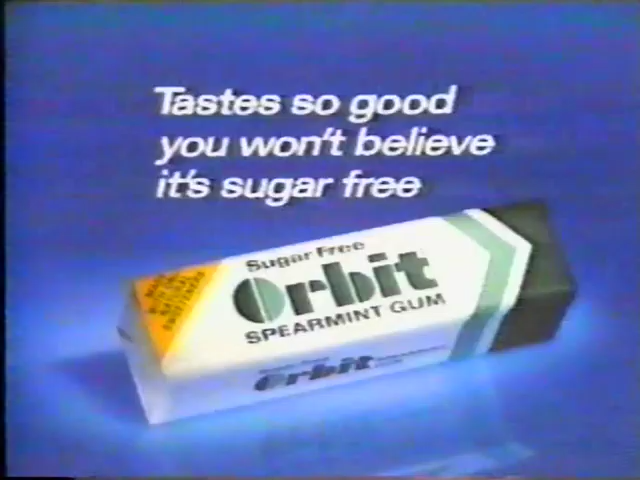 Tastes so good
you won't believe
it's sugar free
Sugar Free
Orbit
SPEARMINT GUM
Orbit